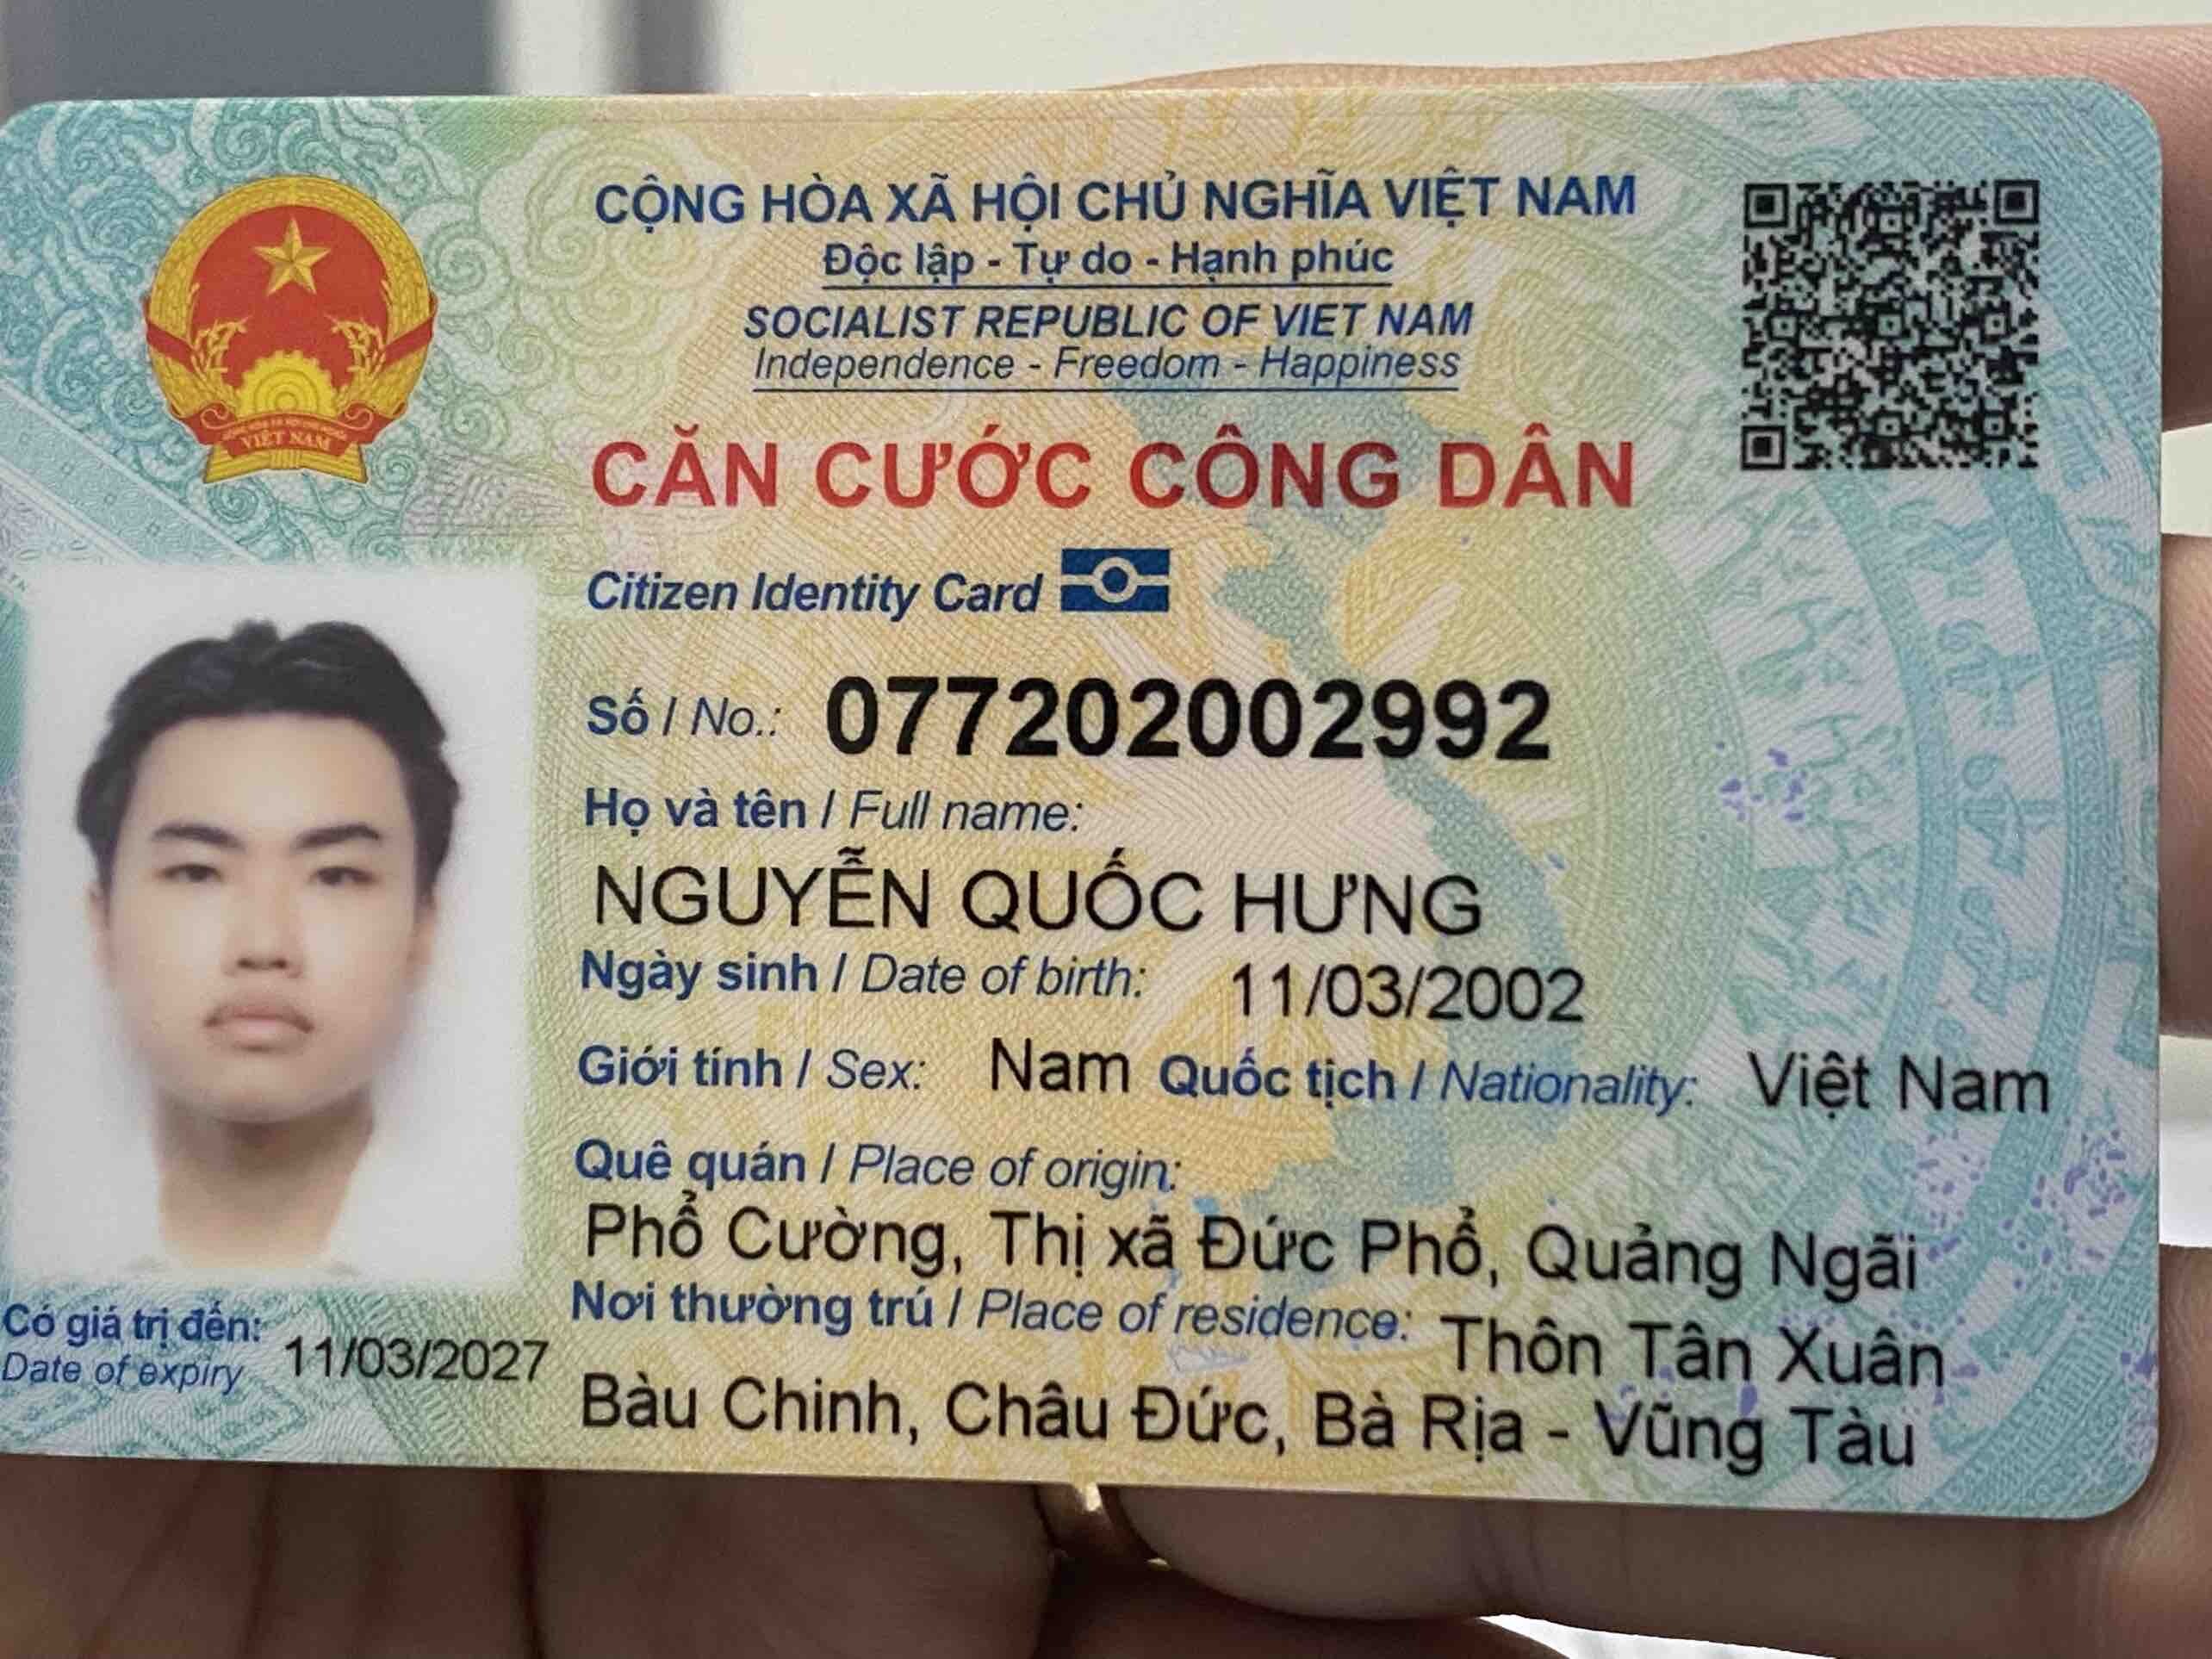 CỘNG HÒA XÃ HỘI CHỦ NGHĨA VIỆT NAM
Độc lập - Tự do - Hạnh phúc
SOCIALIST REPUBLIC OF VIET NAM
Independence - Freedom - Happiness
VIỆT NAM
CĂN CƯỚC CÔNG DÂN
Citizen Identity Card
Số / No.: 077202002992
Họ và tên / Full name:
NGUYỄN QUỐC HƯNG
Ngày sinh / Date of birth: 11/03/2002
Giới tính / Sex: Nam Quốc tịch / Nationality: Việt Nam
Quê quán / Place of origin:
Phổ Cường, Thị xã Đức Phổ, Quảng Ngãi
Nơi thường trú / Place of residence: Thôn Tân Xuân
Bàu Chinh, Châu Đức, Bà Rịa - Vũng Tàu
Có giá trị đến: 11/03/2027
Date of expiry